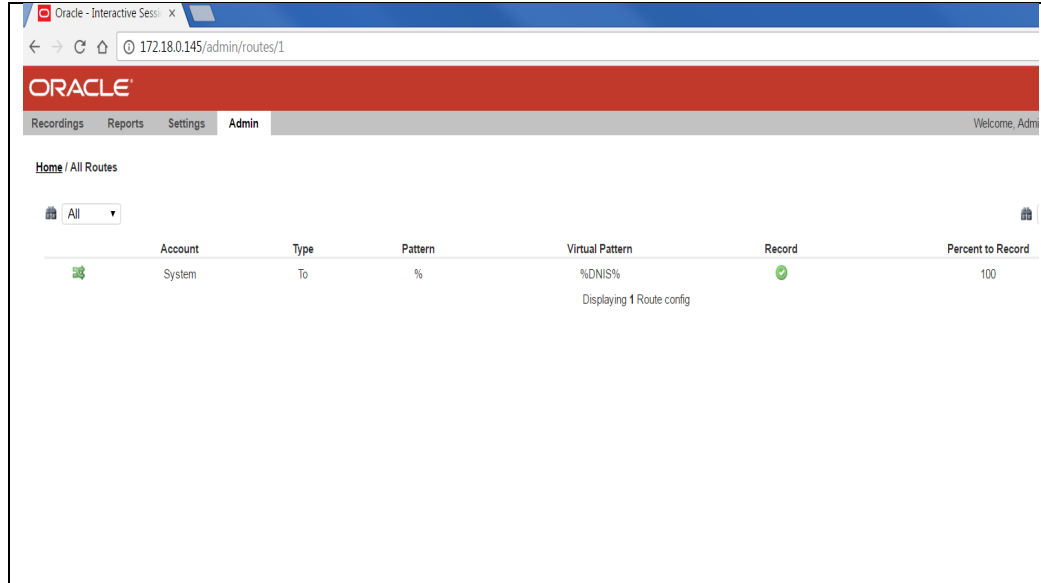 Oracle - Interactive Sessi
172.18.0.145/admin/routes/1
ORACLE
Recordings Reports Settings Admin Welcome, Admi
Home / All Routes
All
Account Type Pattern Virtual Pattern Record Percent to Record
System To % %DNIS% 100
Displaying 1 Route config